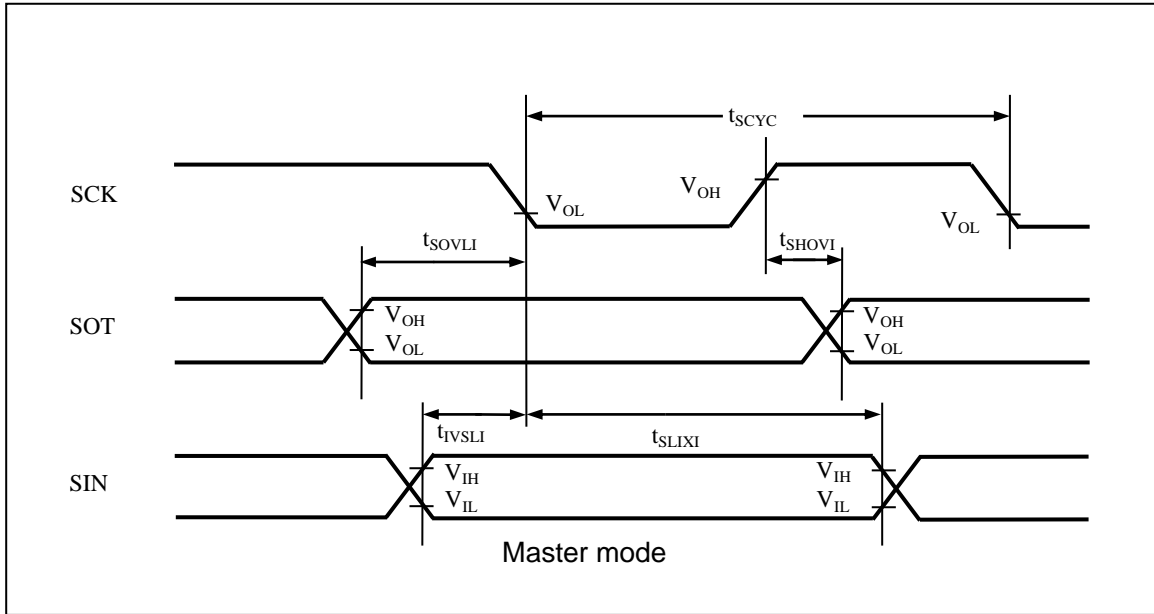 tSCYC
SCK
VOL
VOH
VOL
tSOVLI
tSHOVI
SOT
VOH
VOL
VOH
VOL
tIVSLI
tSLIXI
SIN
VIH
VIL
VIH
VIL
Master mode